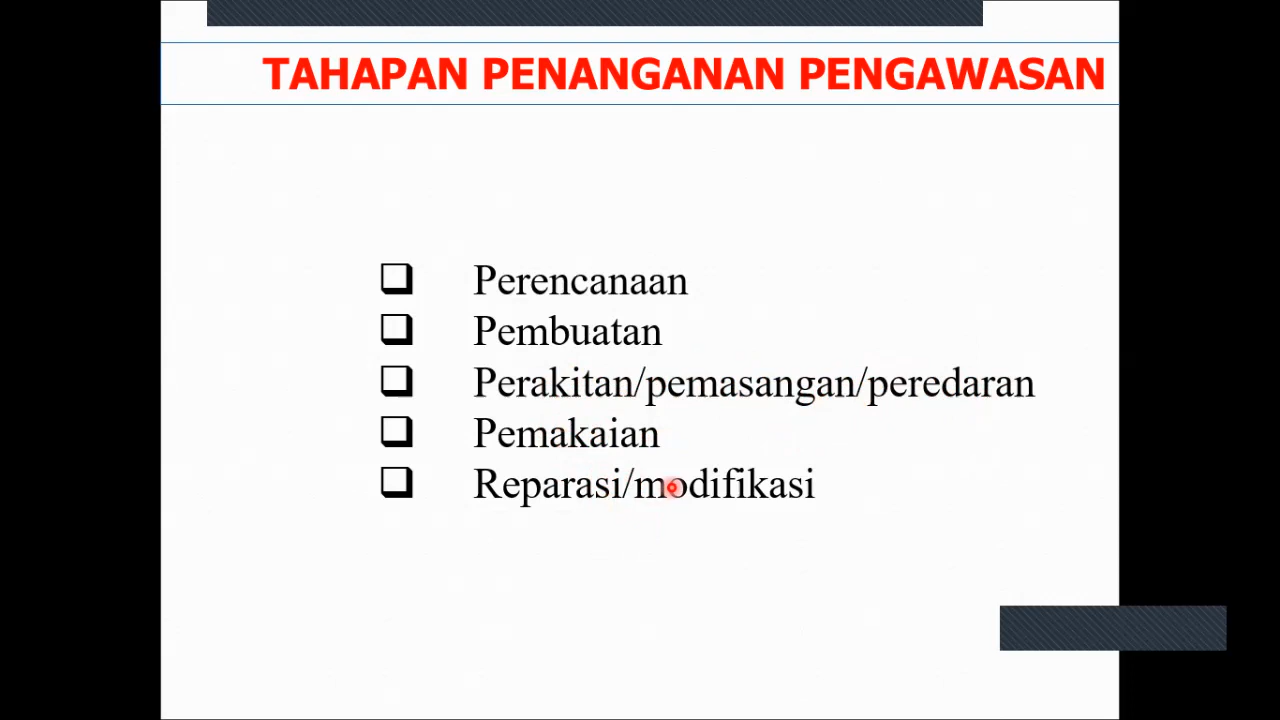 TAHAPAN PENANGANAN PENGAWASAN
Perencanaan
Pembuatan
Perakitan/pemasangan/peredaran
Pemakaian
Reparasi/modifikasi